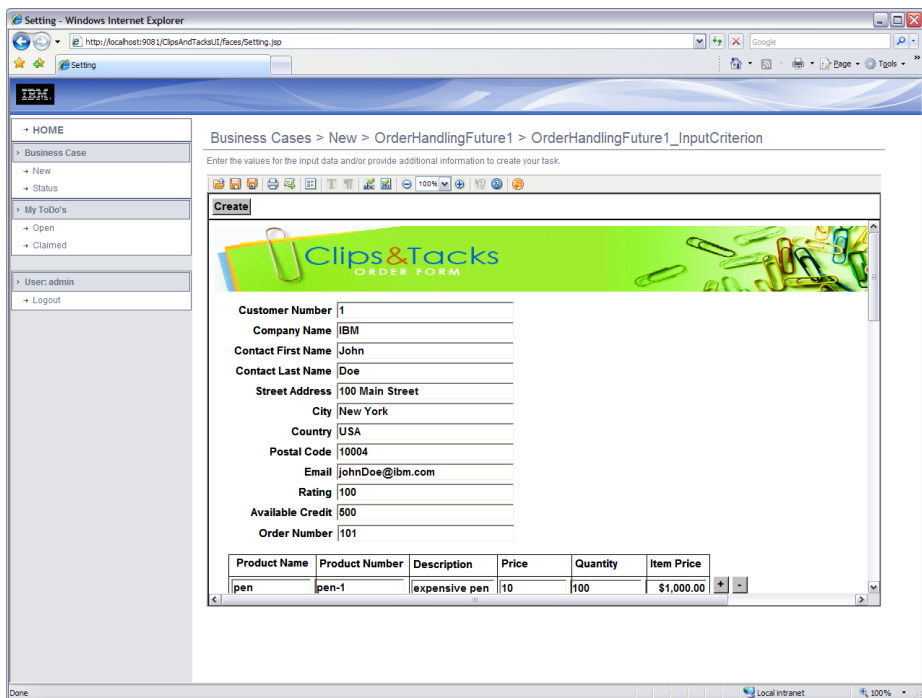 Setting - Windows Internet Explorer
http://localhost:9081/ClipsAndTacksUI/faces/Setting.jsp
Google
Setting
Page
Tools
»
IBM.
HOME
Business Case
New
Status
My ToDo's
Open
Claimed
User: admin
Logout
Business Cases > New > OrderHandlingFuture1 > OrderHandlingFuture1_InputCriterion
Enter the values for the input data and/or provide additional information to create your task.
100%
Create
Clips&Tacks
ORDER FORM
Customer Number 1
Company Name IBM
Contact First Name John
Contact Last Name Doe
Street Address 100 Main Street
City New York
Country USA
Postal Code 10004
Email johnDoe@ibm.com
Rating 100
Available Credit 500
Order Number 101
Product Name Product Number Description Price Quantity Item Price
pen pen-1 expensive pen 10 100 $1,000.00 + -
Done
Local intranet
100%